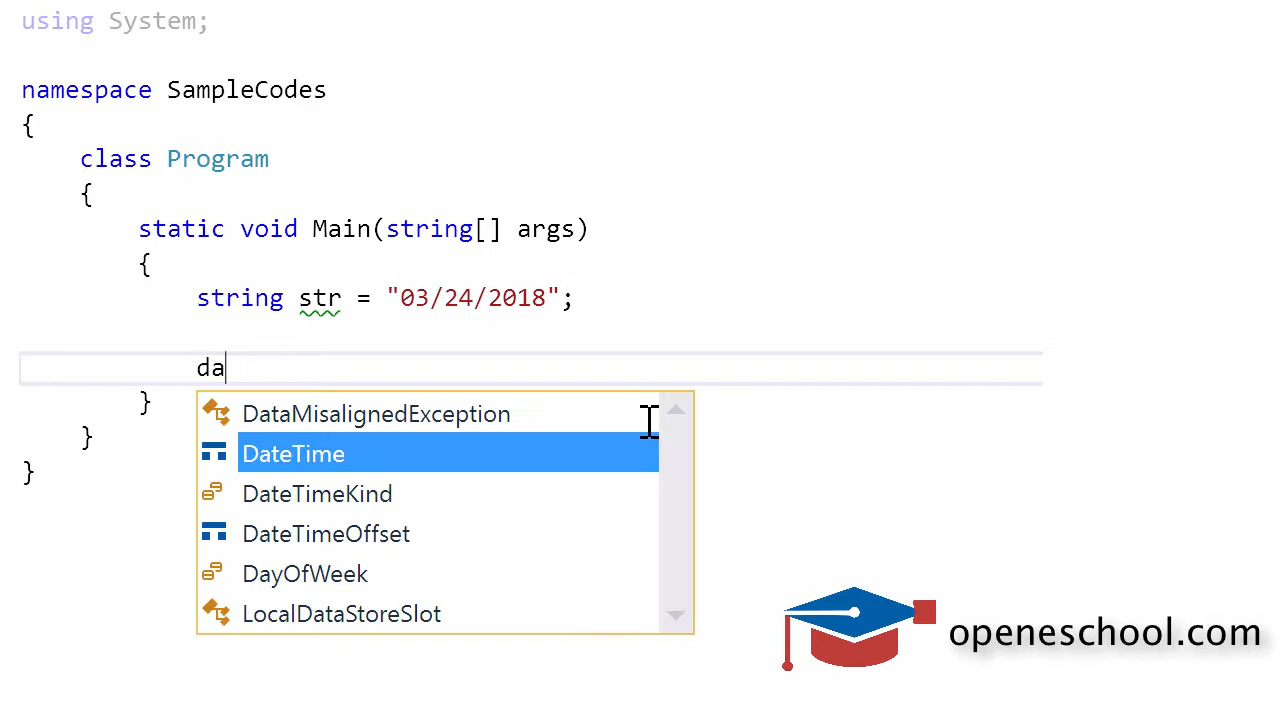 using System;
namespace SampleCodes
{
class Program
{
static void Main(string[] args)
{
string str = "03/24/2018";
da
}
}
}
DataMisalignedException
DateTime
DateTimeKind
DateTimeOffset
DayOfWeek
LocalDataStoreSlot
openeschool.com